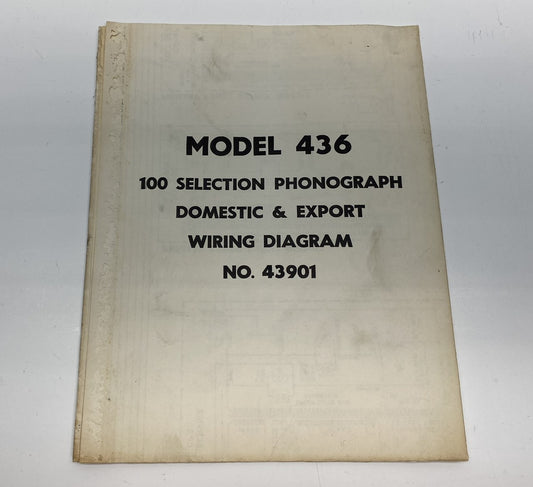 MODEL 436
100 SELECTION PHONOGRAPH
DOMESTIC & EXPORT
WIRING DIAGRAM
NO. 43901